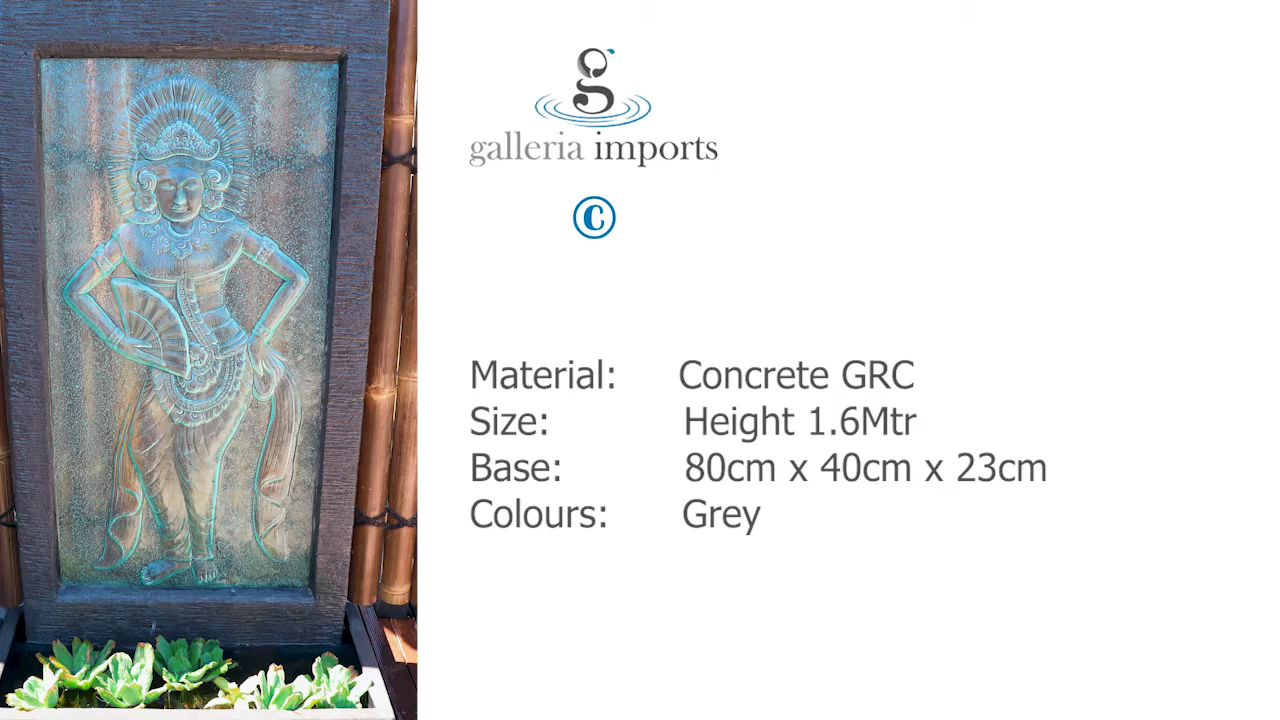 g
galleria imports
©
Material: Concrete GRC
Size: Height 1.6Mtr
Base: 80cm x 40cm x 23cm
Colours: Grey